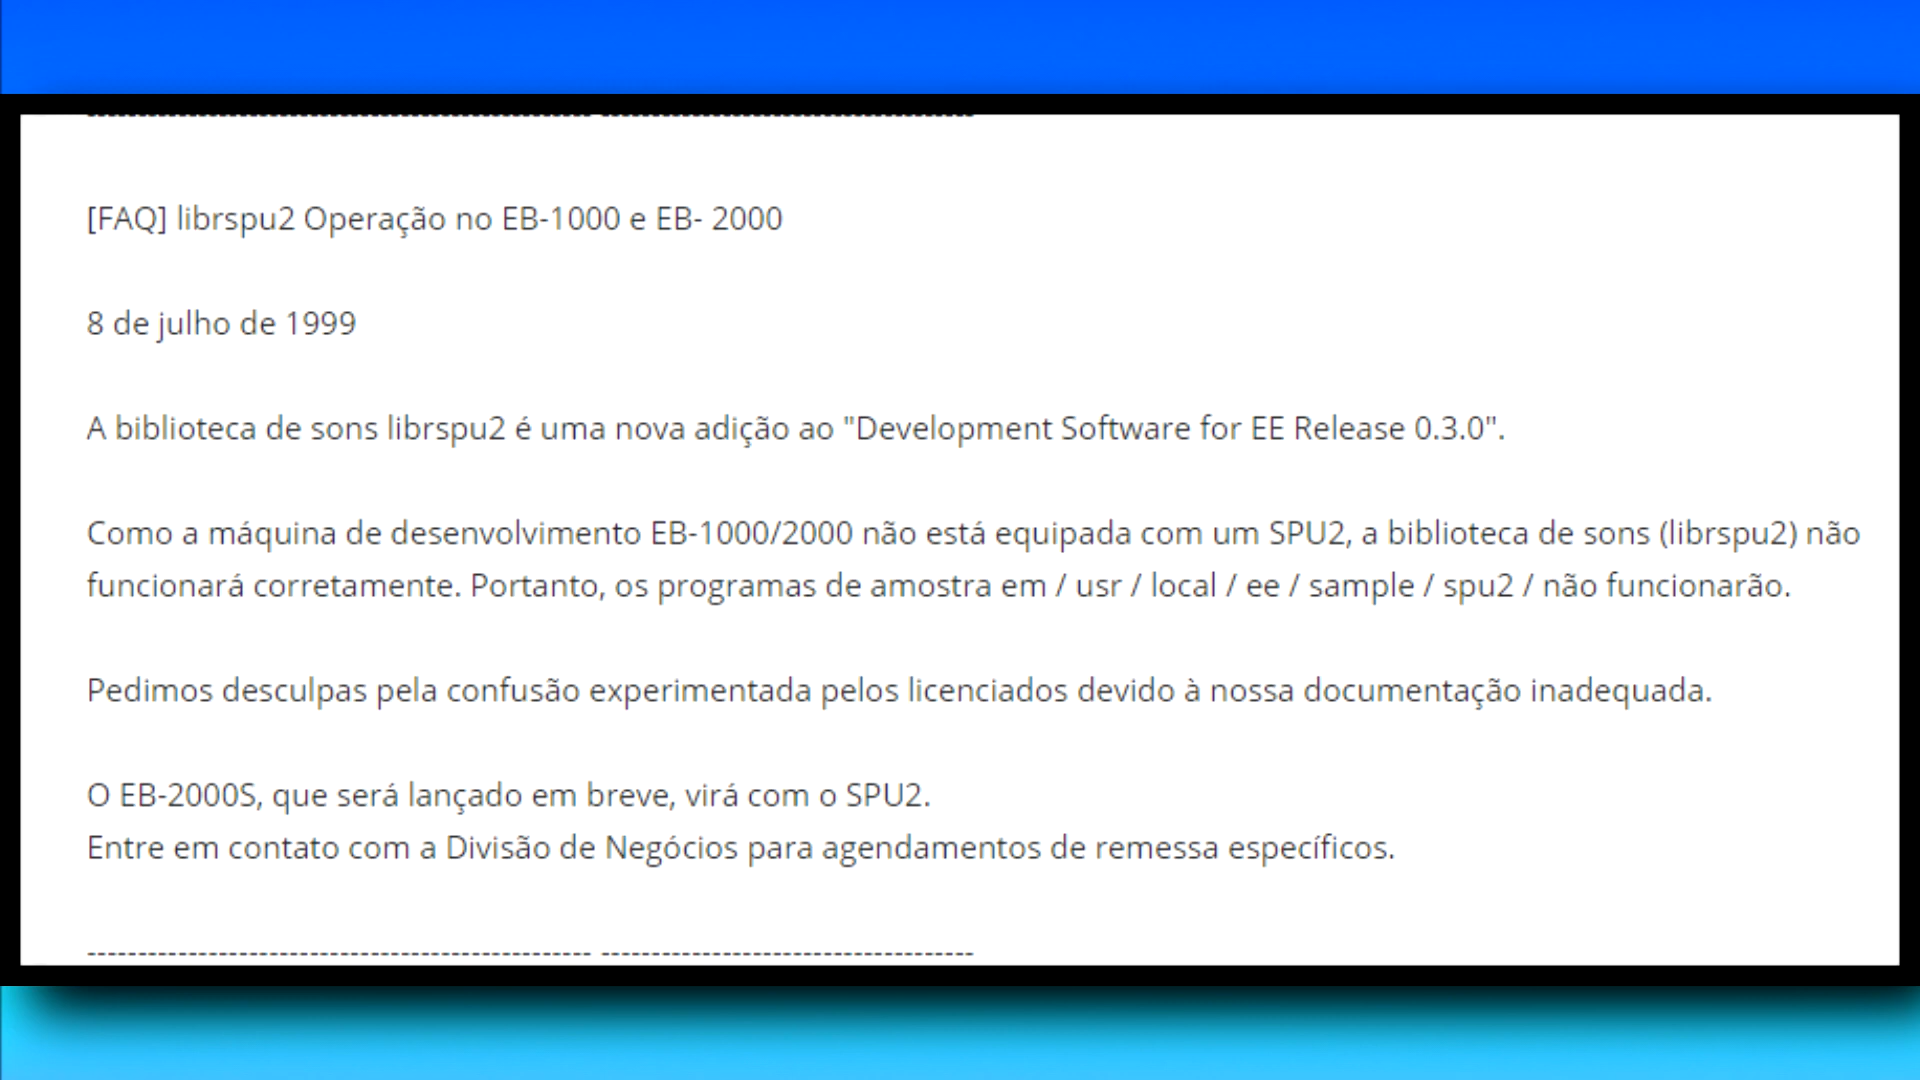 [FAQ] librspu2 Operação no EB-1000 e EB- 2000
8 de julho de 1999
A biblioteca de sons librspu2 é uma nova adição ao "Development Software for EE Release 0.3.0".
Como a máquina de desenvolvimento EB-1000/2000 não está equipada com um SPU2, a biblioteca de sons (librspu2) não
funcionará corretamente. Portanto, os programas de amostra em / usr / local / ee / sample / spu2 / não funcionarão.
Pedimos desculpas pela confusão experimentada pelos licenciados devido à nossa documentação inadequada.
O EB-2000S, que será lançado em breve, virá com o SPU2.
Entre em contato com a Divisão de Negócios para agendamentos de remessa específicos.
-------------------------------------------------- -------------------------------------